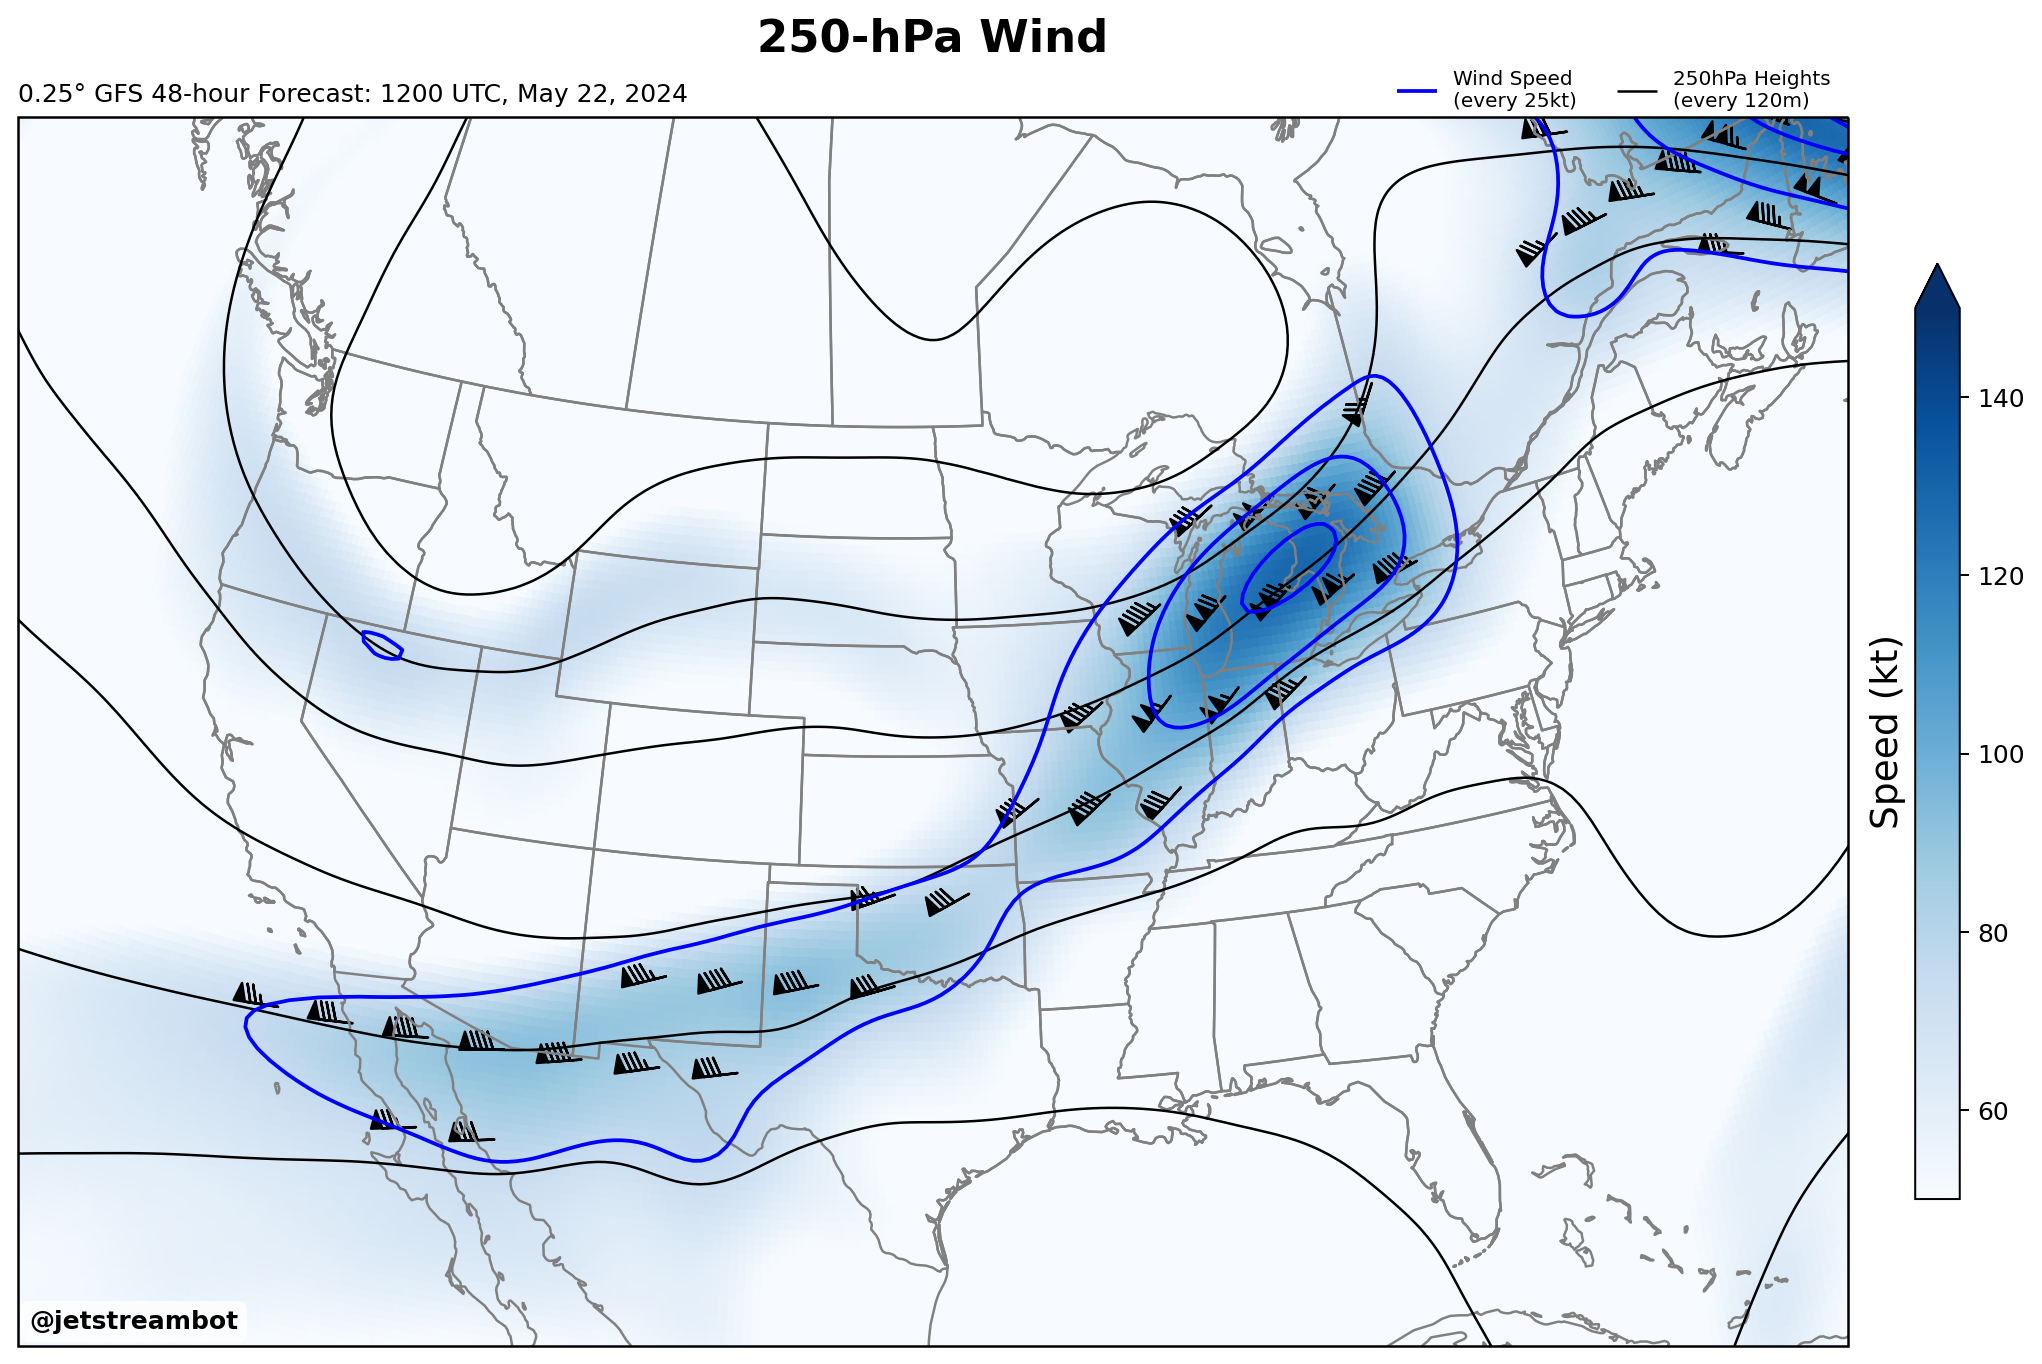 250-hPa Wind
0.25° GFS 48-hour Forecast: 1200 UTC, May 22, 2024
Wind Speed
(every 25kt)
250hPa Heights
(every 120m)
140
120
100
80
60
Speed (kt)
@jetstreambot